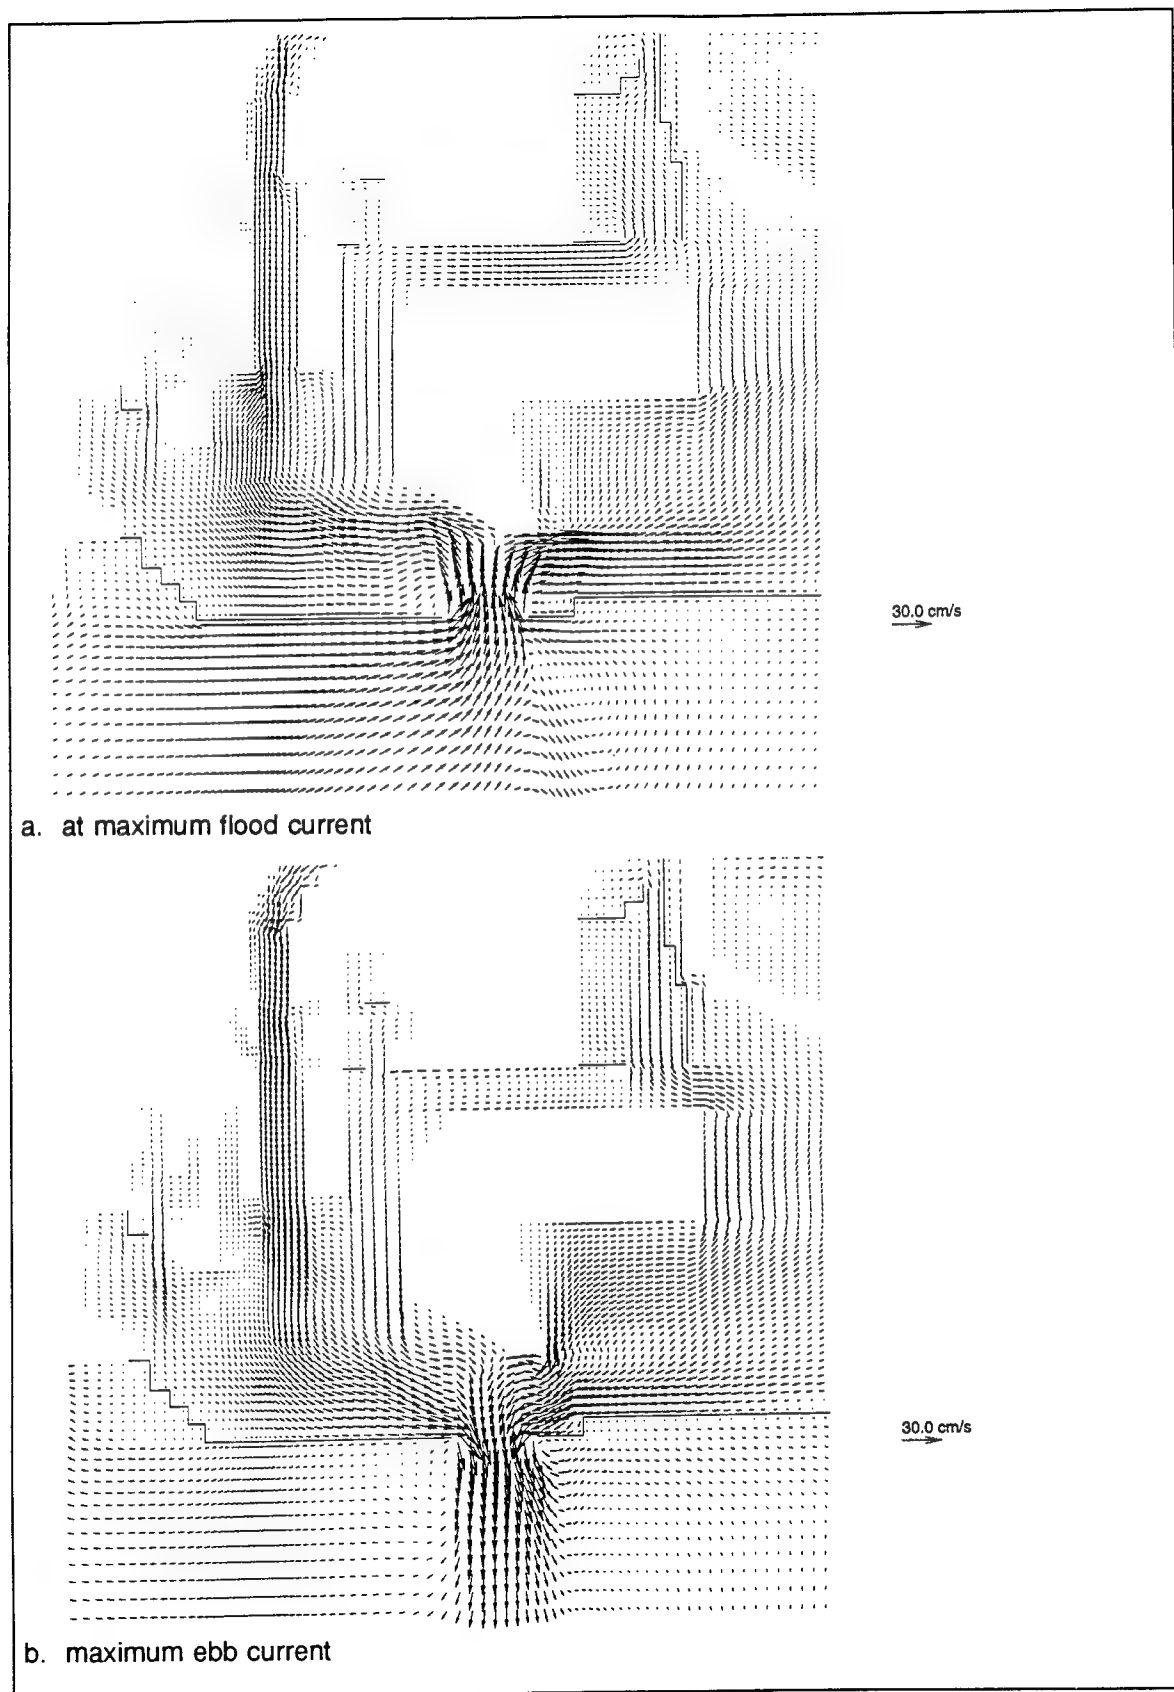 30.0 cm/s
a. at maximum flood current
30.0 cm/s
b. maximum ebb current